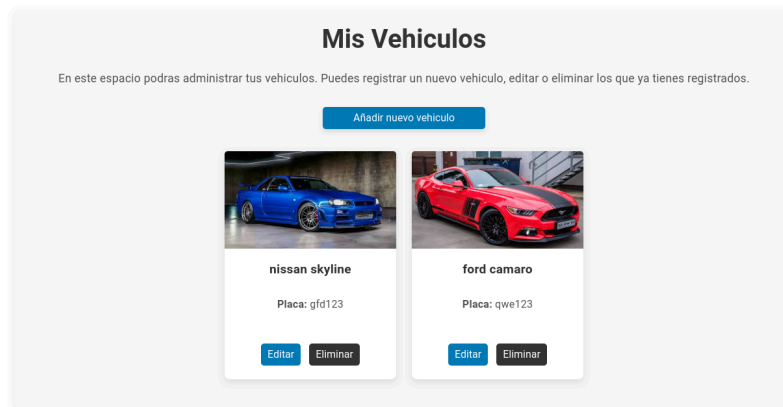 Mis Vehiculos
En este espacio podras administrar tus vehiculos. Puedes registrar un nuevo vehiculo, editar o eliminar los que ya tienes registrados.
Añadir nuevo vehiculo
nissan skyline
ford camaro
Placa: gfd123
Placa: qwe123
Editar Eliminar
Editar Eliminar